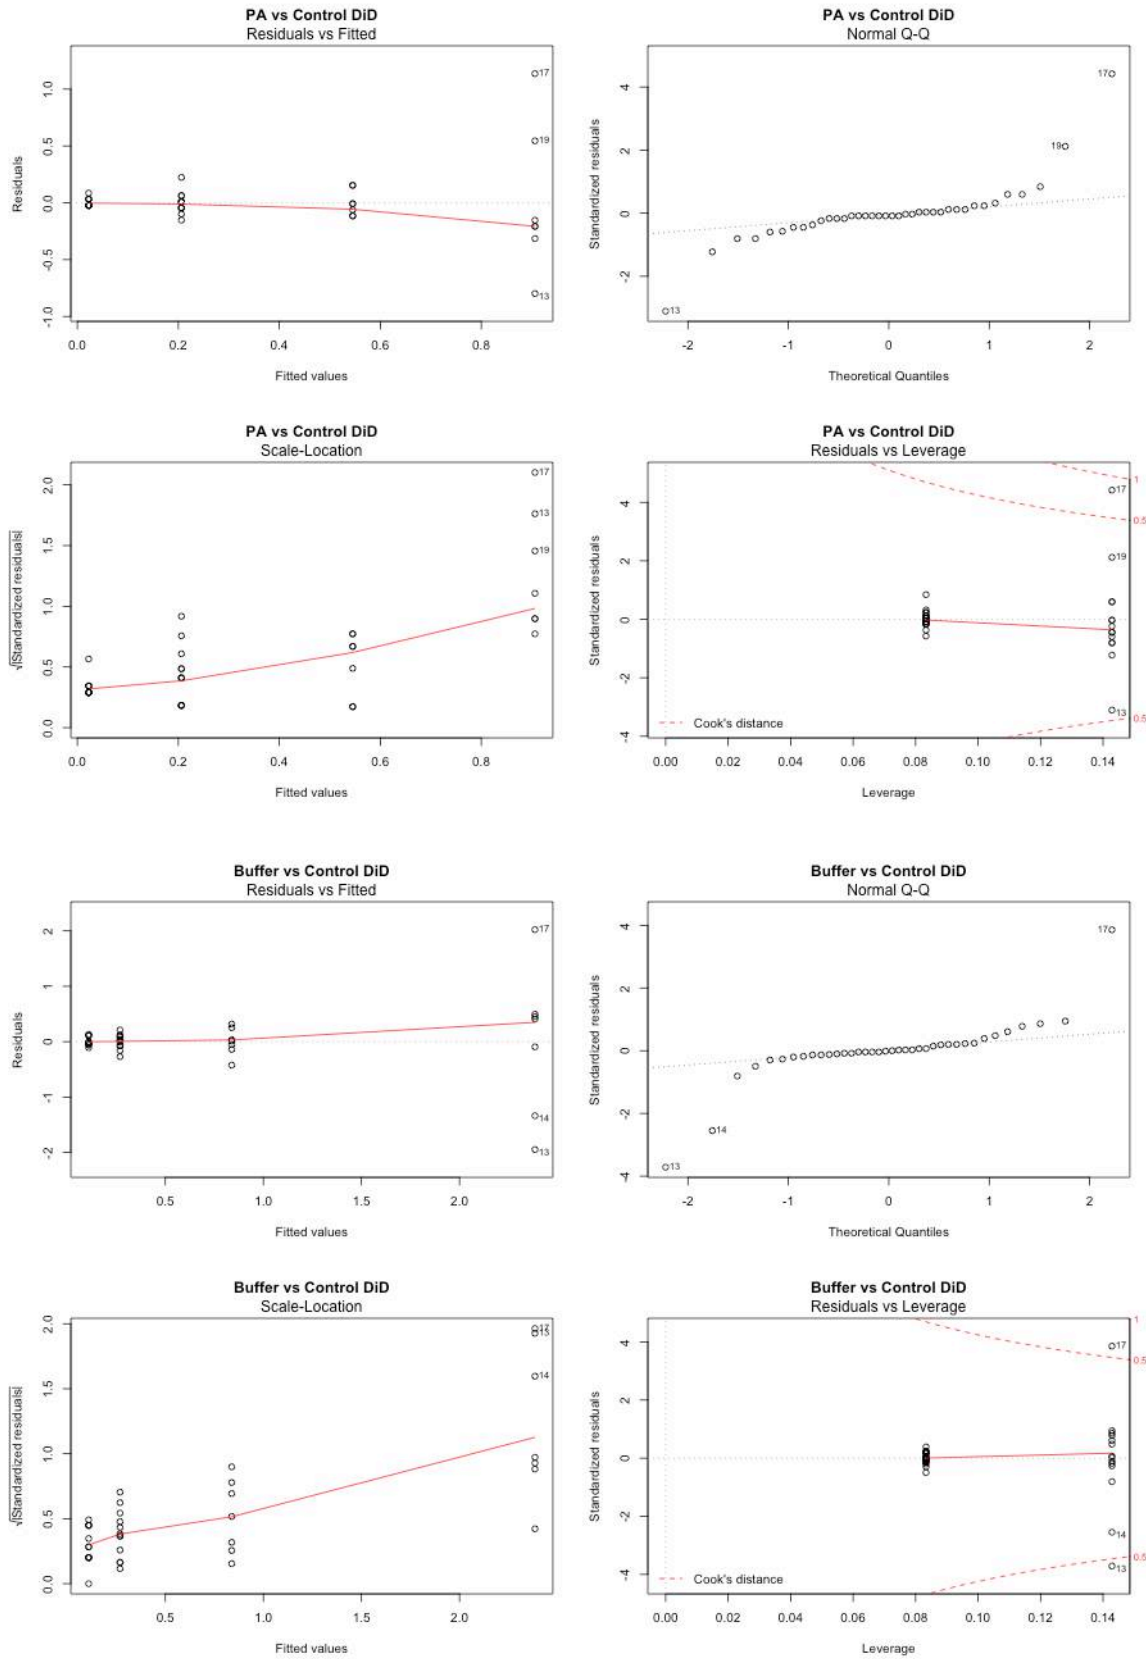 PA vs Control DiD
Residuals vs Fitted
Residuals
1.0
0.5
0.0
-0.5
-1.0
17
19
13
0.0 0.2 0.4 0.6 0.8
Fitted values
PA vs Control DiD
Normal Q-Q
Standardized residuals
4
2
0
-2
17
19
13
-2 -1 0 1 2
Theoretical Quantiles
PA vs Control DiD
Scale-Location
√|Standardized residuals|
2.0
1.5
1.0
0.5
0.0
17
13
19
0.0 0.2 0.4 0.6 0.8
Fitted values
PA vs Control DiD
Residuals vs Leverage
Standardized residuals
4
2
0
-2
-4
17
19
13
1
0.5
0.5
Cook's distance
0.00 0.02 0.04 0.06 0.08 0.10 0.12 0.14
Leverage
Buffer vs Control DiD
Residuals vs Fitted
Residuals
2
1
0
-1
-2
17
14
13
0.5 1.0 1.5 2.0
Fitted values
Buffer vs Control DiD
Normal Q-Q
Standardized residuals
4
2
0
-2
-4
17
14
13
-2 -1 0 1 2
Theoretical Quantiles
Buffer vs Control DiD
Scale-Location
√|Standardized residuals|
2.0
1.5
1.0
0.5
0.0
17
13
14
0.5 1.0 1.5 2.0
Fitted values
Buffer vs Control DiD
Residuals vs Leverage
Standardized residuals
4
2
0
-2
-4
17
14
13
1
0.5
0.5
Cook's distance
0.00 0.02 0.04 0.06 0.08 0.10 0.12 0.14
Leverage